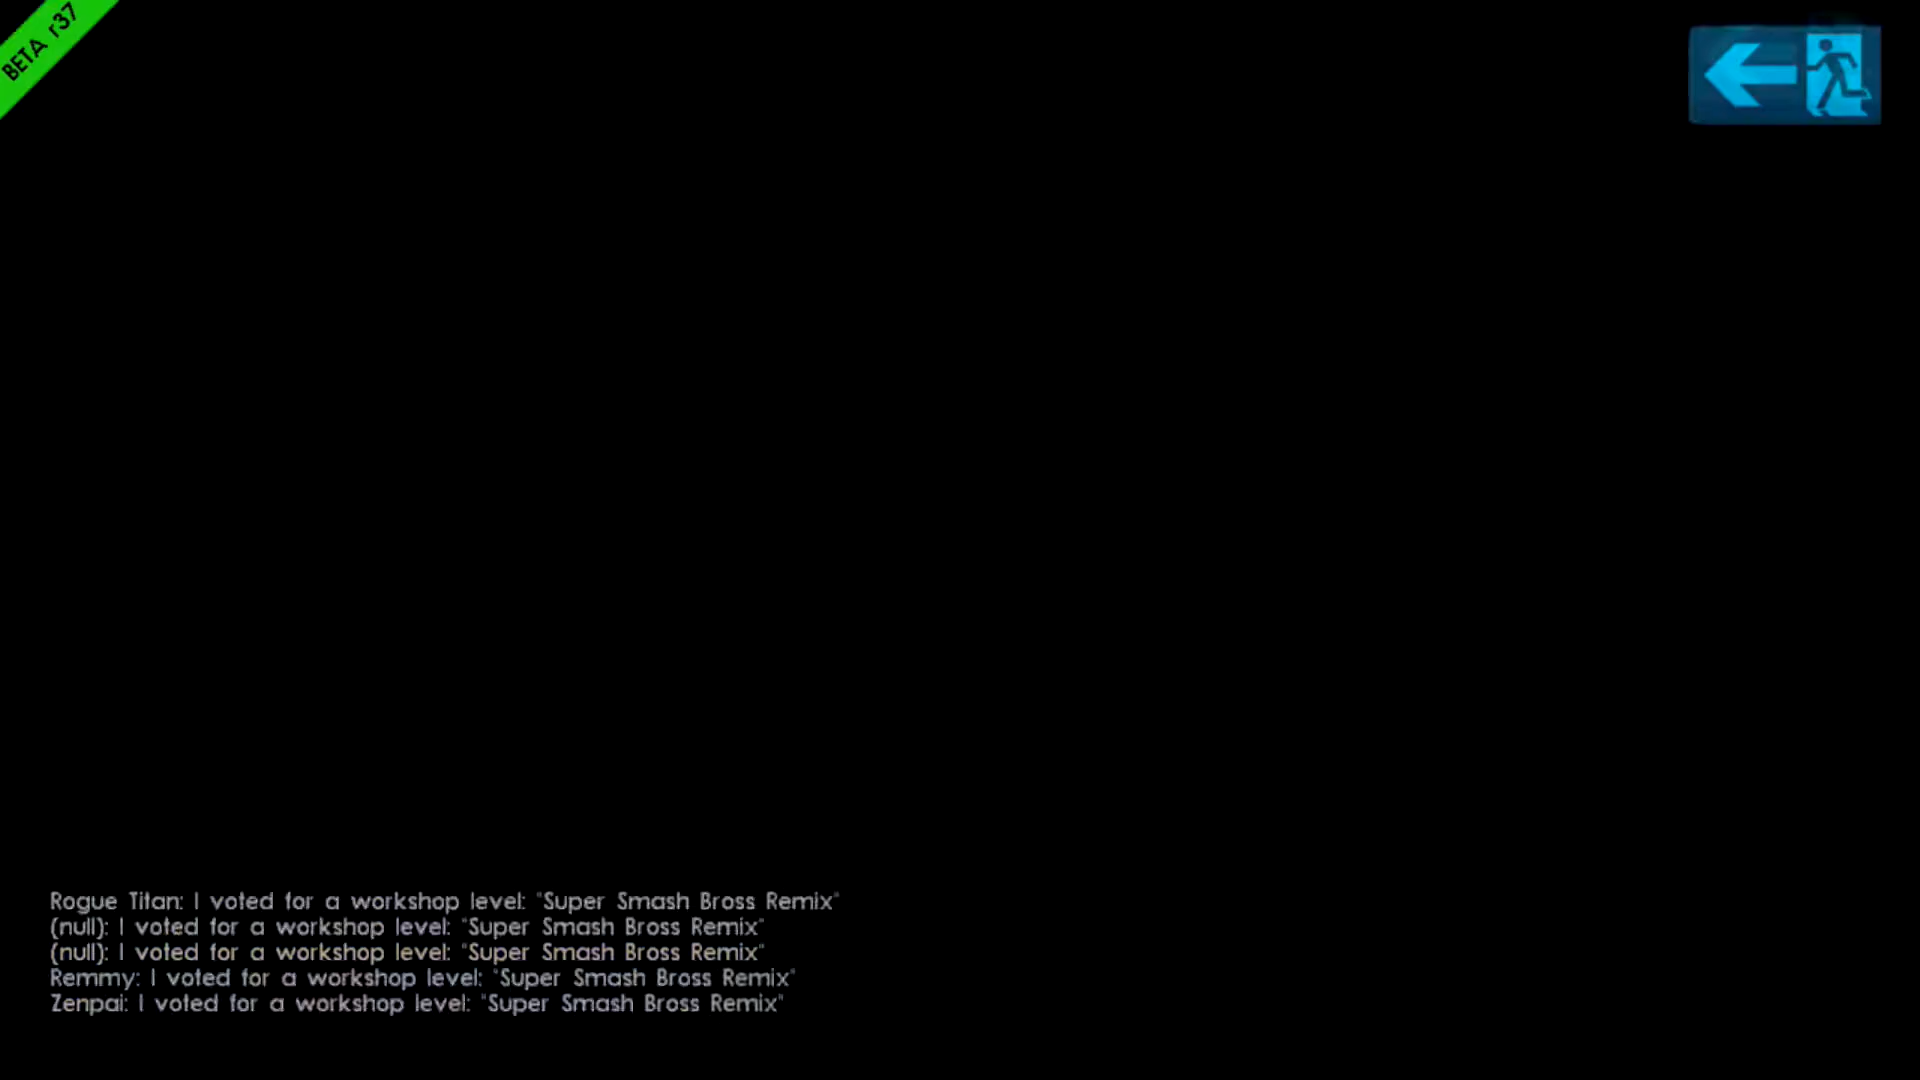 BETA r37
Rogue Titan: I voted for a workshop level: "Super Smash Bross Remix"
(null): I voted for a workshop level: "Super Smash Bross Remix"
(null): I voted for a workshop level: "Super Smash Bross Remix"
Remmy: I voted for a workshop level: "Super Smash Bross Remix"
Zenpai: I voted for a workshop level: "Super Smash Bross Remix"